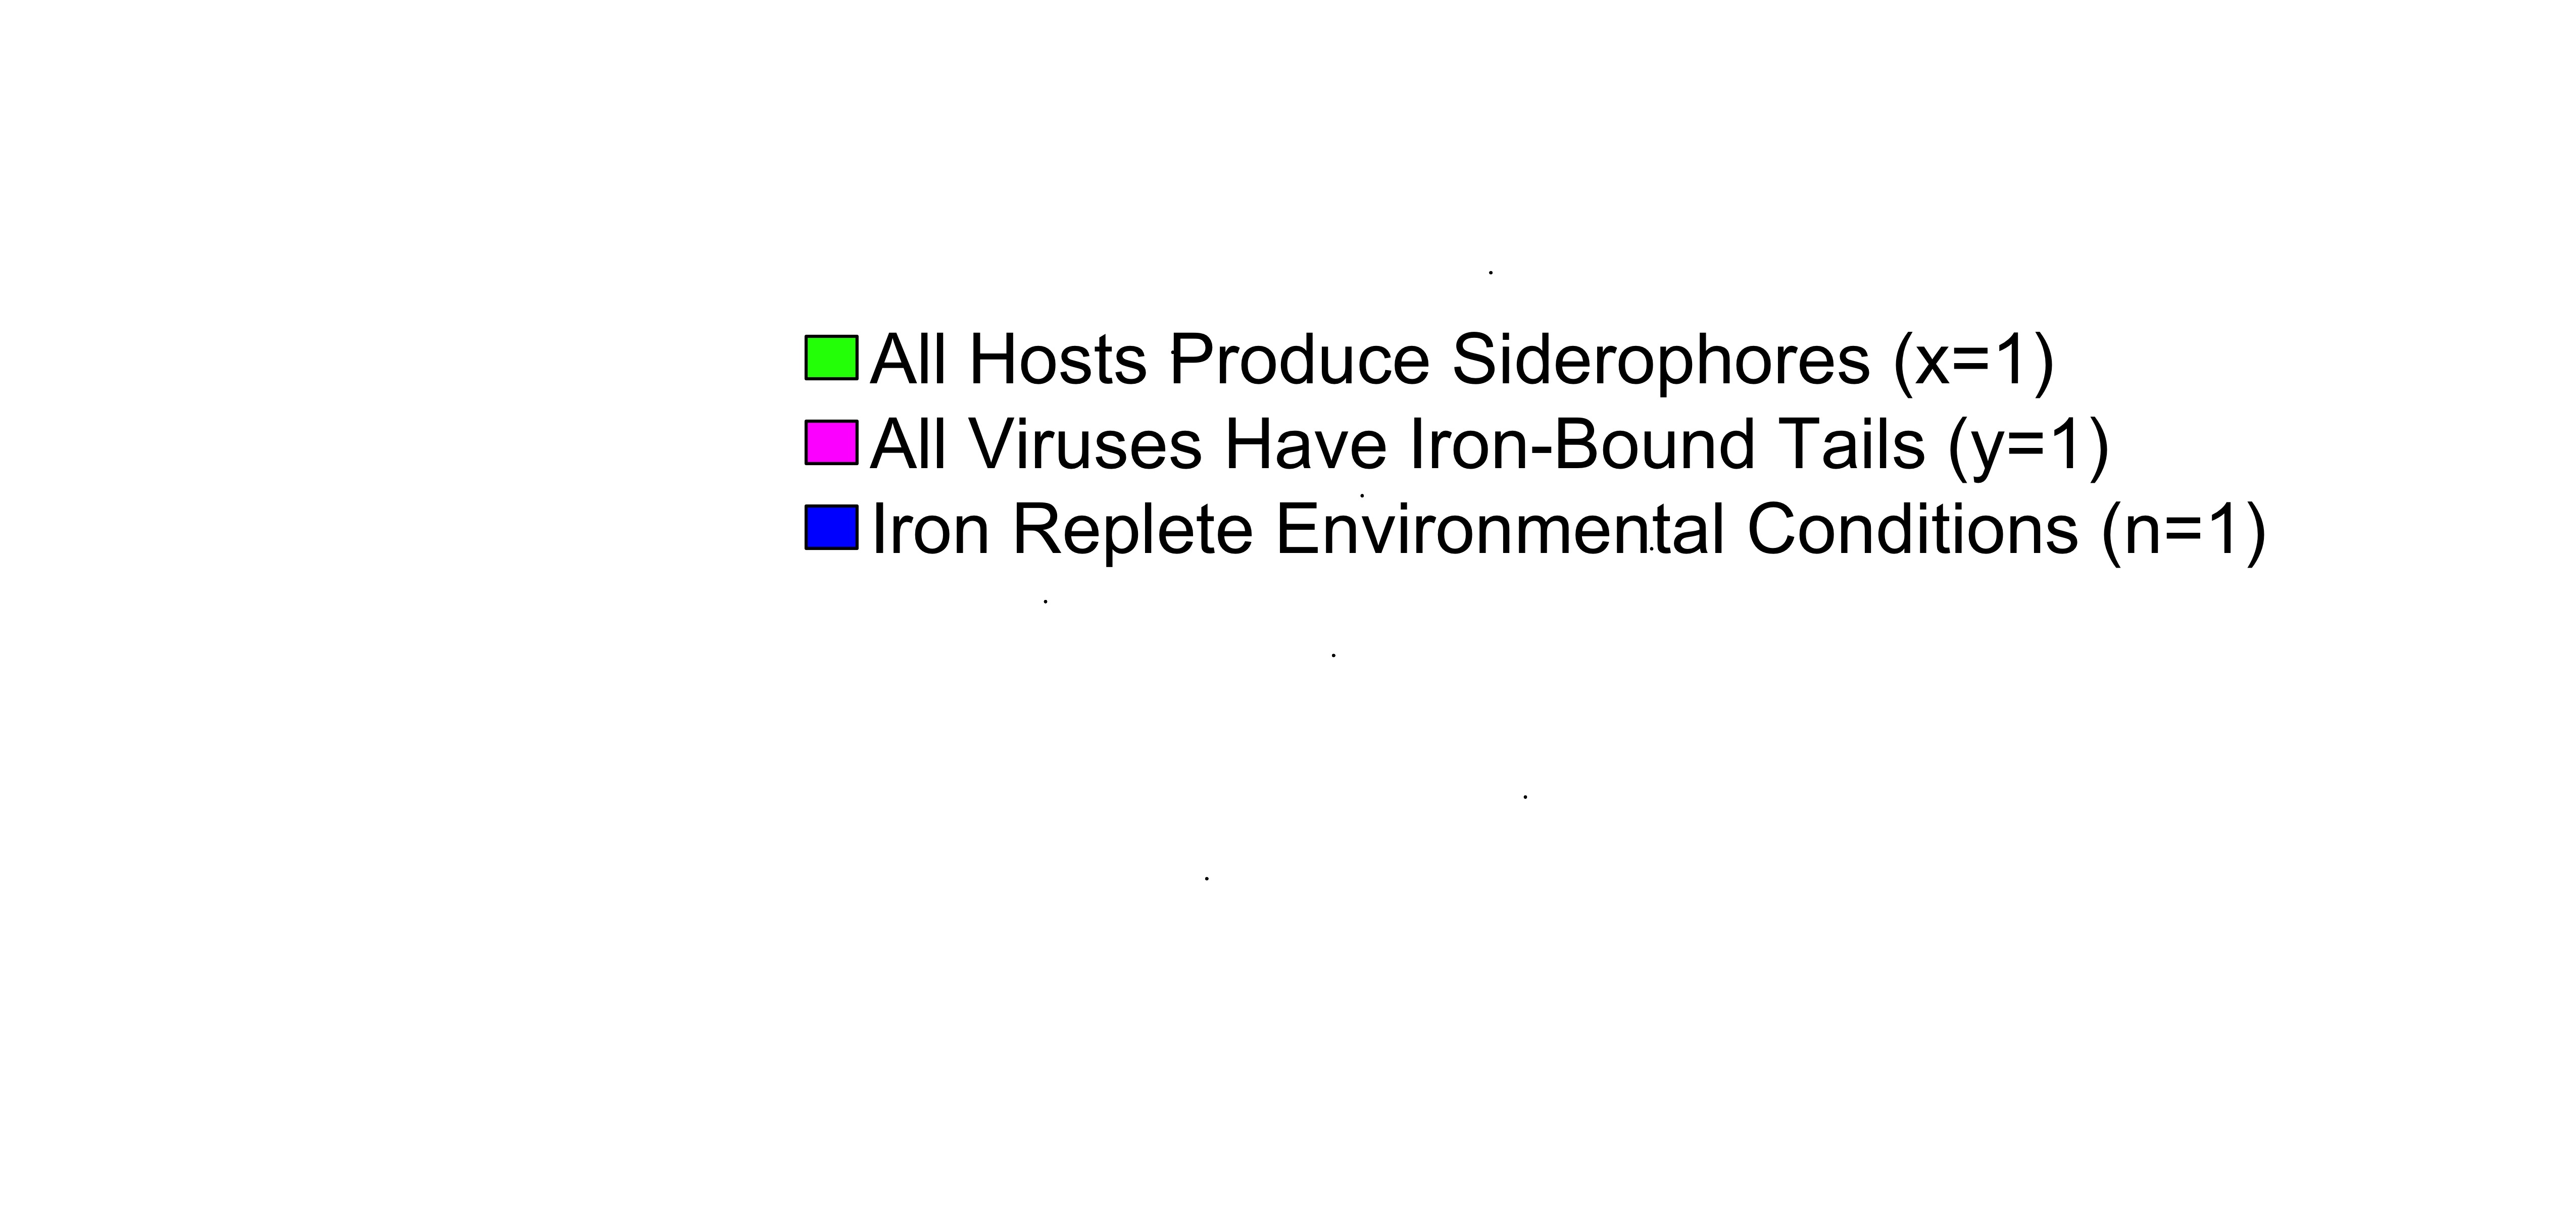 All Hosts Produce Siderophores (x=1)
All Viruses Have Iron-Bound Tails (y=1)
Iron Replete Environmental Conditions (n=1)